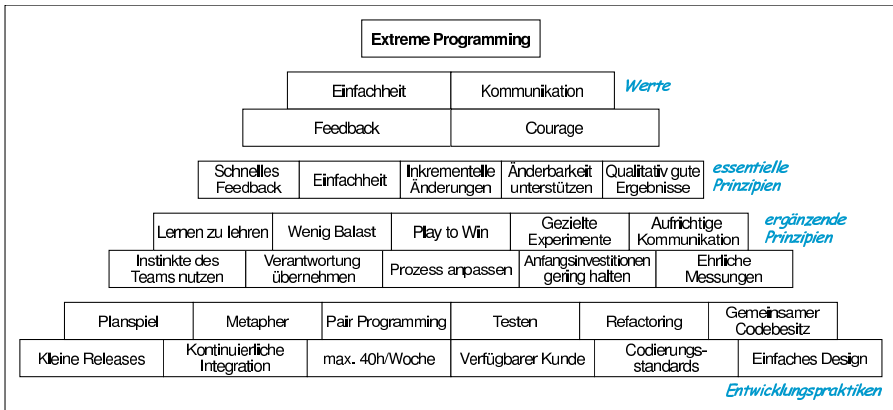 Extreme Programming
Einfachheit
Kommunikation
Werte
Feedback
Courage
Schnelles
Feedback
Einfachheit
Inkrementelle
Änderungen
Änderbarkeit
unterstützen
Qualitativ gute
Ergebnisse
essentielle
Prinzipien
Lernen zu lehren
Wenig Balast
Play to Win
Gezielte
Experimente
Aufrichtige
Kommunikation
ergänzende
Prinzipien
Instinkte des
Teams nutzen
Verantwortung
übernehmen
Prozess anpassen
Anfangsinvestitionen
gering halten
Ehrliche
Messungen
Planspiel
Metapher
Pair Programming
Testen
Refactoring
Gemeinsamer
Codebesitz
Kleine Releases
Kontinuierliche
Integration
max. 40h/Woche
Verfügbarer Kunde
Codierungs-
standards
Einfaches Design
Entwicklungspraktiken